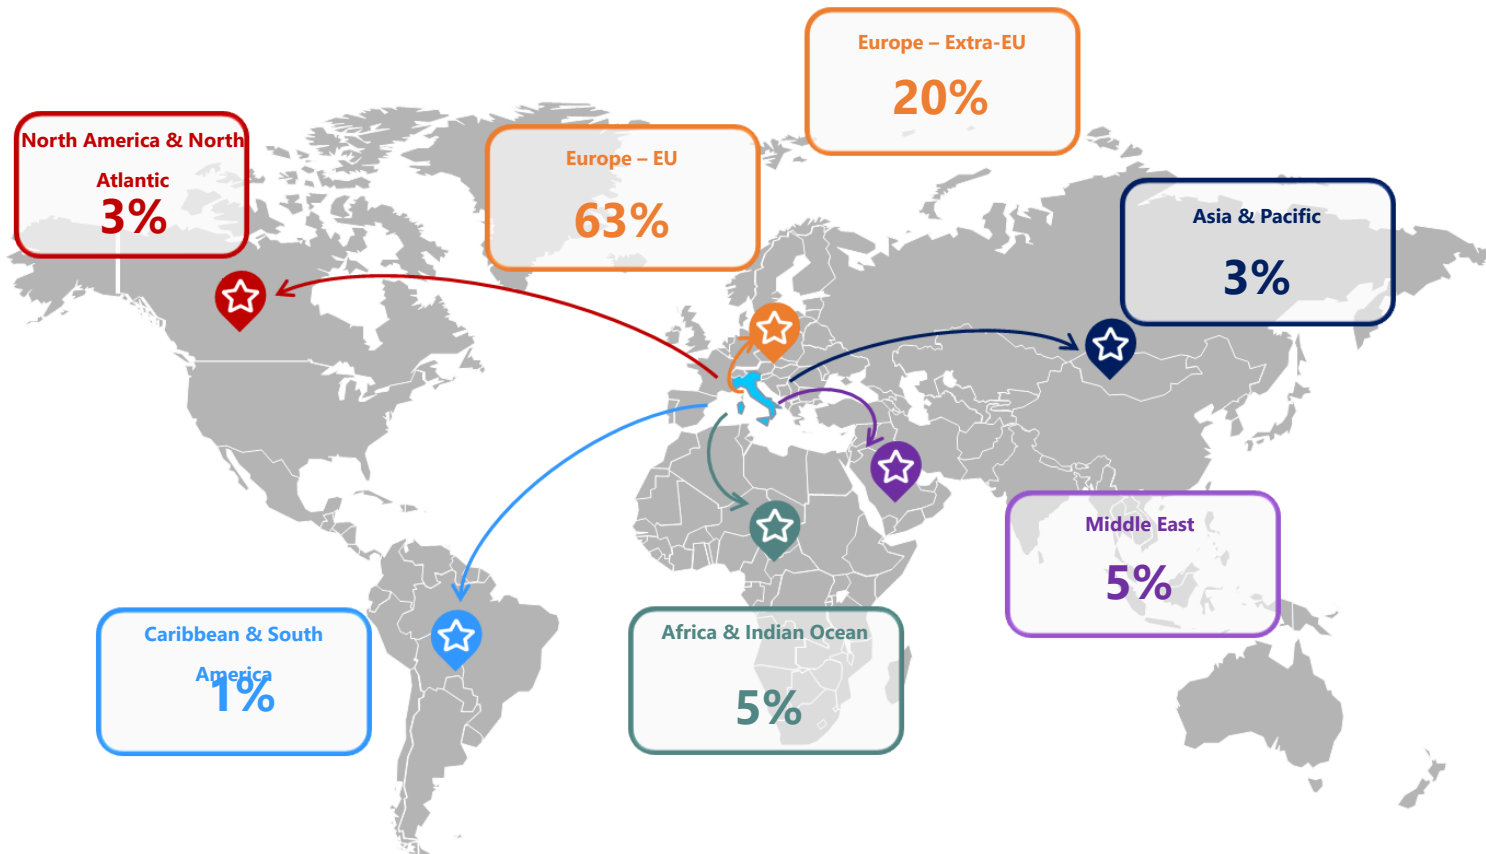 Europe – Extra-EU
20%
North America & North
Atlantic
3%
Europe – EU
63%
Asia & Pacific
3%
Middle East
5%
Caribbean & South
America
1%
Africa & Indian Ocean
5%